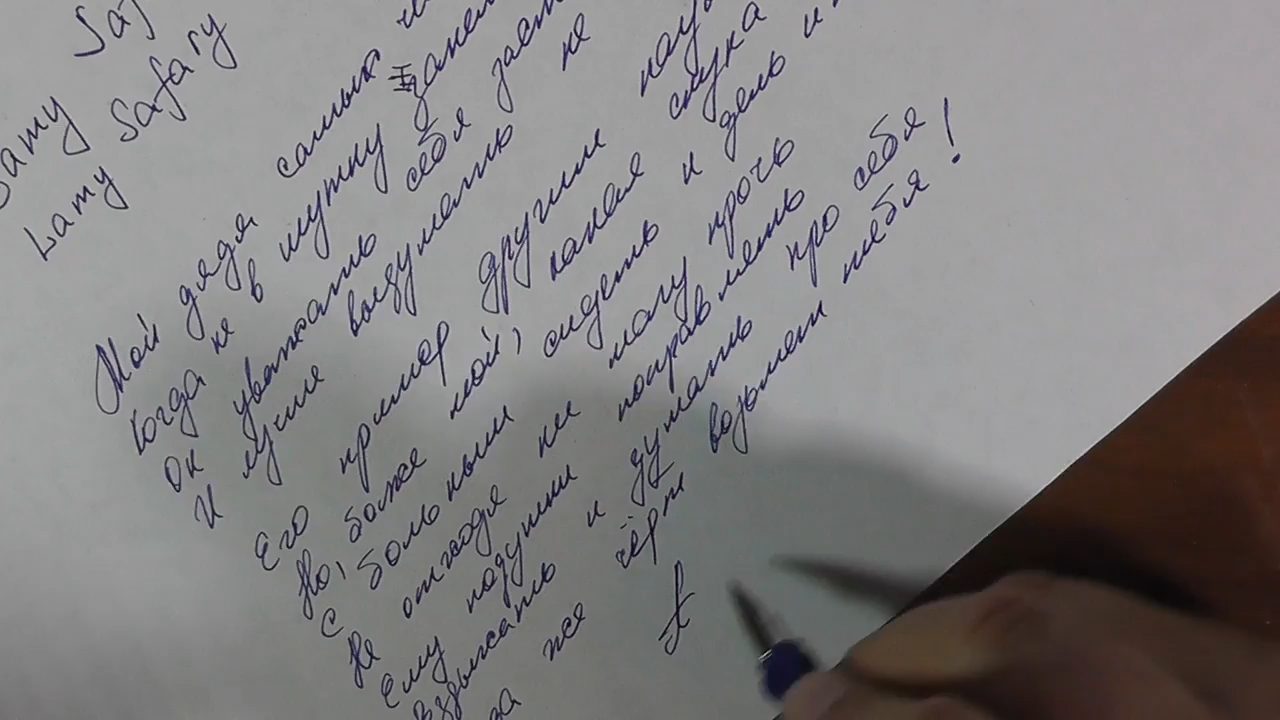 Lamy Saf
Lamy Safary
Мой дядя самых че
Когда не в шутку занем
Он уважать себя заст
И лучше выдумать не
Его пример другим нау
Но, боже мой, какая скука
С больным сидеть и день и
Не отходя ни шагу прочь
Ему подушки поправлять
Вздыхать и думать про себя
же чёрт возьмет тебя!